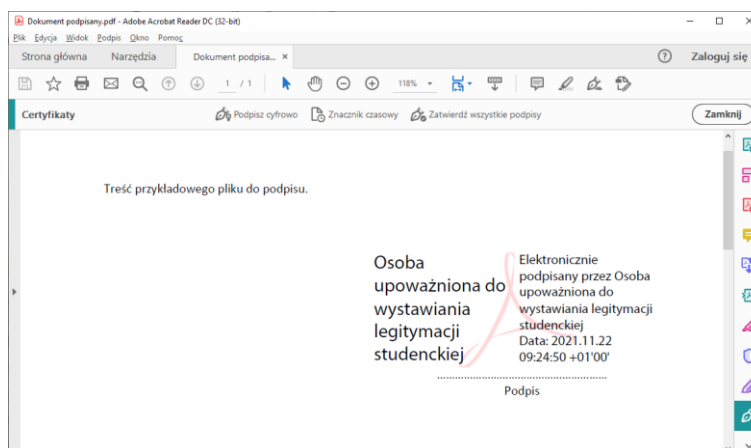 Dokument podpisany.pdf - Adobe Acrobat Reader DC (32-bit)
Plik Edycja Widok Podpis Okno Pomoc
Strona główna Narzędzia Dokument podpisa... × Zaloguj się
1 / 1 118%
Certyfikaty Podpisz cyfrowo Znacznik czasowy Zatwierdź wszystkie podpisy Zamknij
Treść przykładowego pliku do podpisu.
Osoba
upoważniona do
wystawiania
legitymacji
studenckiej
Elektronicznie
podpisany przez Osoba
upoważniona do
wystawiania legitymacji
studenckiej
Data: 2021.11.22
09:24:50 +01'00'
Podpis